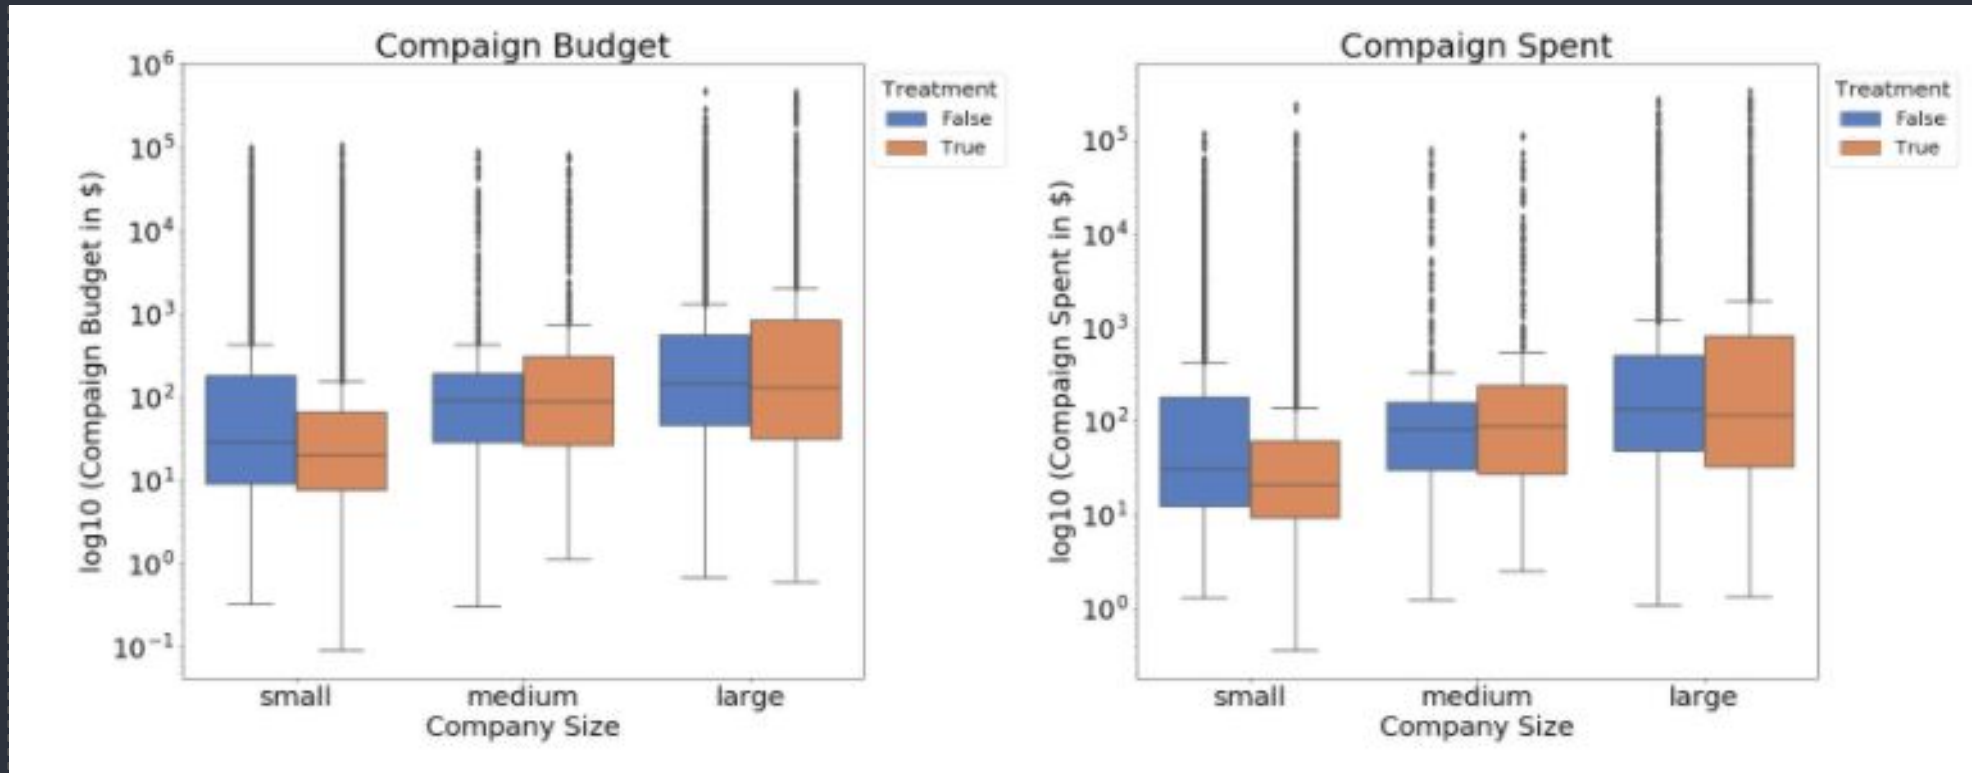 Compaign Budget
10^6
10^5
10^4
10^3
10^2
10^1
10^0
10^−1
log10 (Compaign Budget in $)
small medium large
Company Size
Treatment
False
True
Compaign Spent
10^5
10^4
10^3
10^2
10^1
10^0
log10 (Compaign Spent in $)
small medium large
Company Size
Treatment
False
True